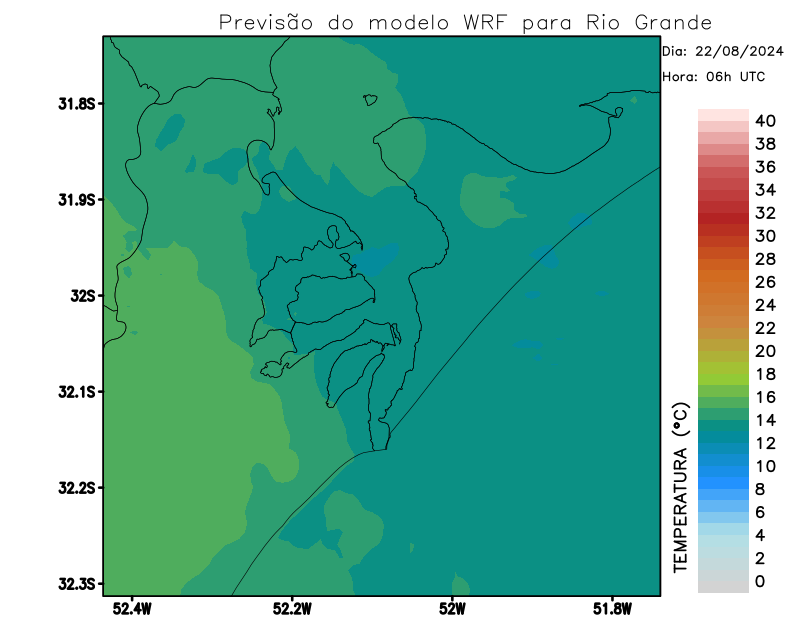 Previsão do modelo WRF para Rio Grande
Dia: 22/08/2024
Hora: 06h UTC
31.8S
31.9S
32S
32.1S
32.2S
32.3S
52.4W
52.2W
52W
51.8W
TEMPERATURA (°C)
40
38
36
34
32
30
28
26
24
22
20
18
16
14
12
10
8
6
4
2
0